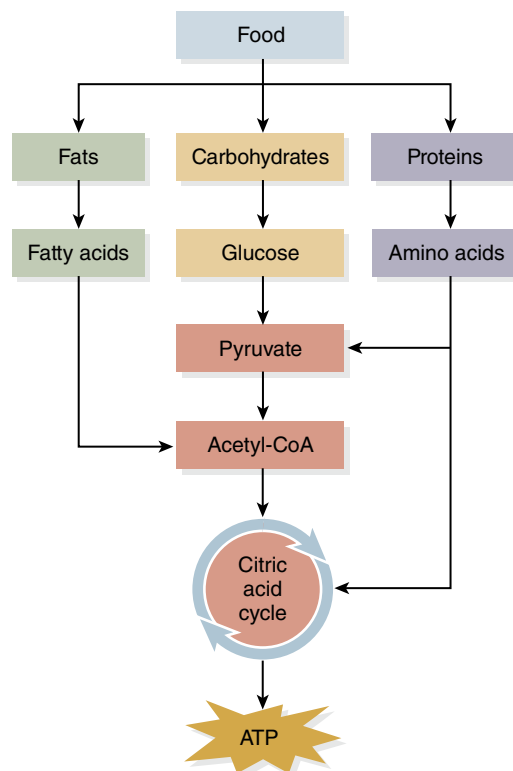 Food
Fats
Carbohydrates
Proteins
Fatty acids
Glucose
Amino acids
Pyruvate
Acetyl-CoA
Citric
acid
cycle
ATP